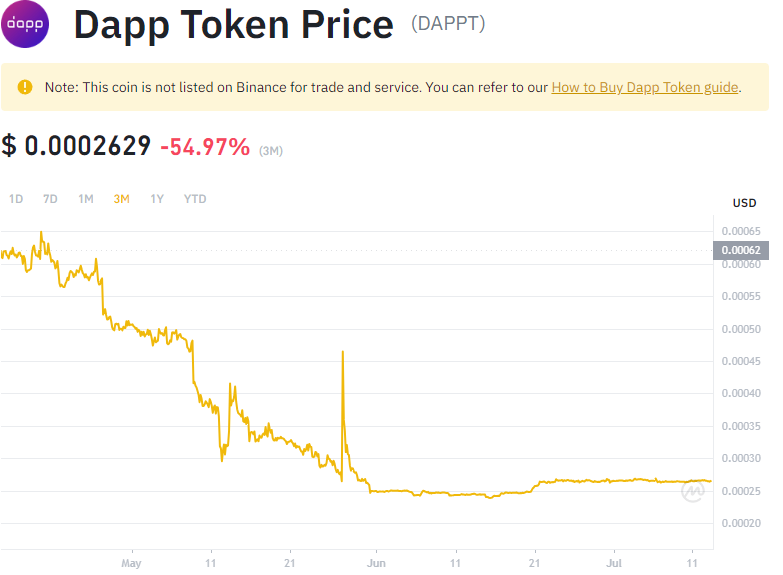 dapp
Dapp Token Price (DAPPT)
Note: This coin is not listed on Binance for trade and service. You can refer to our How to Buy Dapp Token guide.
$ 0.0002629 -54.97% (3M)
1D 7D 1M 3M 1Y YTD
USD
0.00065
0.00062
0.00060
0.00055
0.00050
0.00045
0.00040
0.00035
0.00030
0.00025
0.00020
May 11 21 Jun 11 21 Jul 11